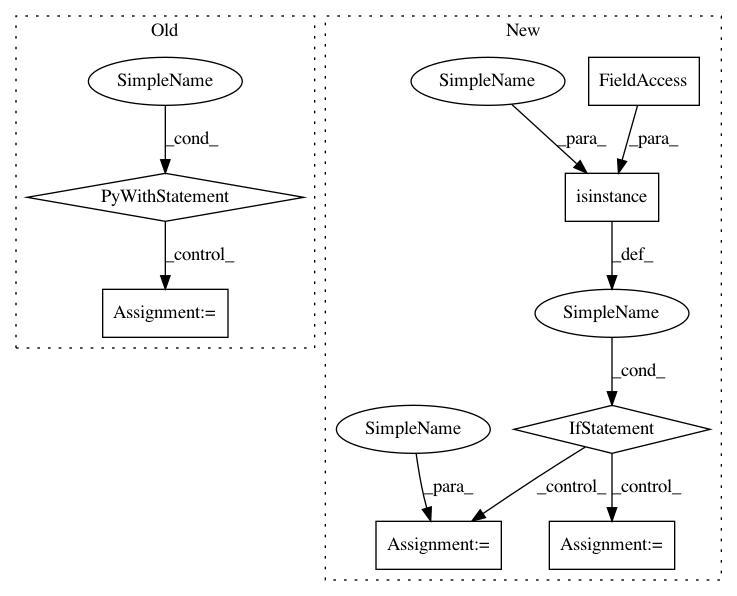 Old
New
SimpleName
SimpleName
FieldAccess
_cond_
_para_
_para_
PyWithStatement
isinstance
_control_
_def_
Assignment:=
SimpleName
_cond_
SimpleName
IfStatement
_para_
_control_
_control_
Assignment:=
Assignment:=